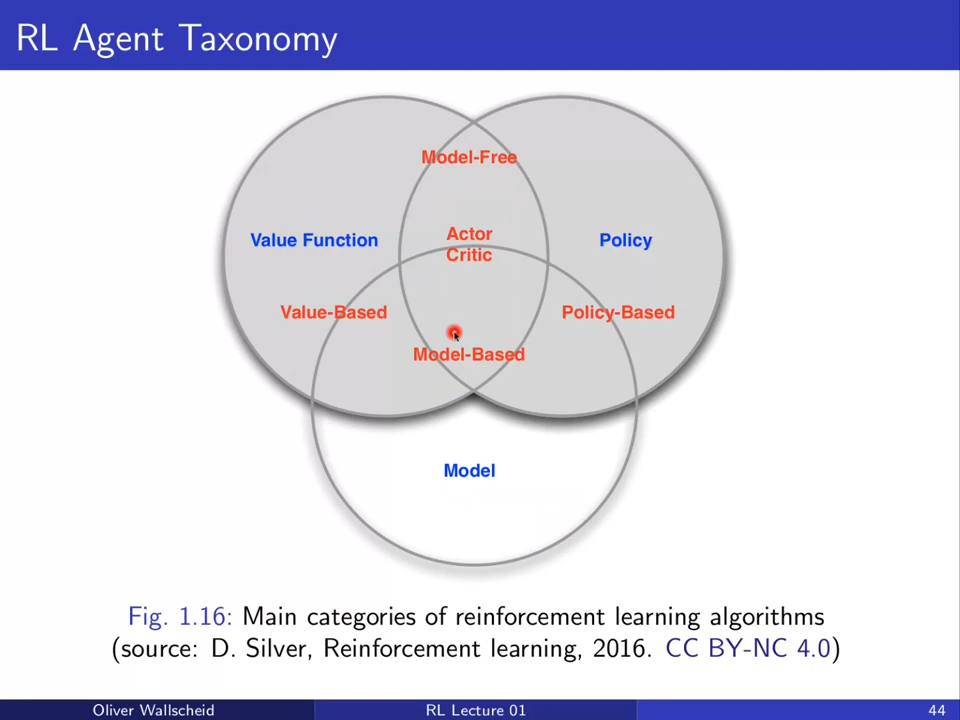 RL Agent Taxonomy
Model-Free
Actor
Critic
Value Function
Policy
Value-Based
Policy-Based
Model-Based
Model
Fig. 1.16: Main categories of reinforcement learning algorithms
(source: D. Silver, Reinforcement learning, 2016. CC BY-NC 4.0)
Oliver Wallscheid
RL Lecture 01
44